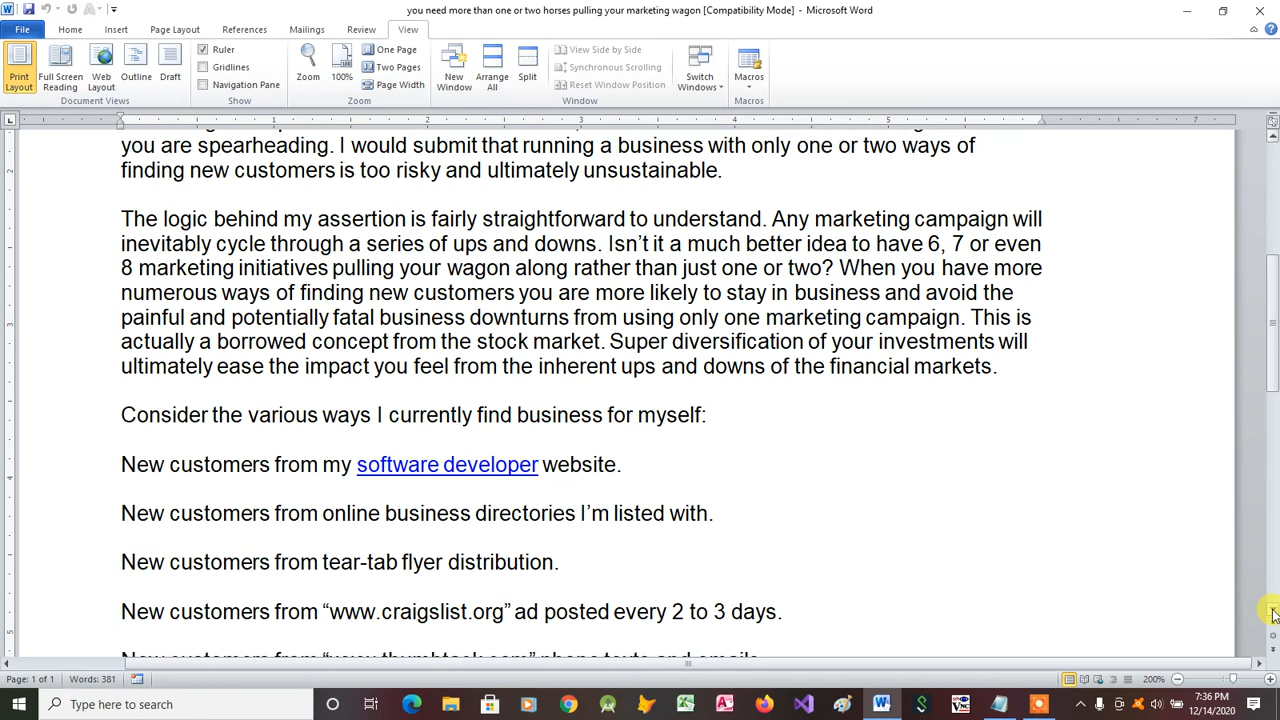 you need more than one or two horses pulling your marketing wagon [Compatibility Mode] - Microsoft Word
File Home Insert Page Layout References Mailings Review View
Print Layout
Full Screen Reading
Web Layout
Outline
Draft
Document Views
Ruler
Gridlines
Navigation Pane
Show
Zoom
100%
One Page
Two Pages
Page Width
Zoom
New Window
Arrange All
Split
View Side by Side
Synchronous Scrolling
Reset Window Position
Window
Switch Windows
Macros
Macros
you are spearheading. I would submit that running a business with only one or two ways of
finding new customers is too risky and ultimately unsustainable.
The logic behind my assertion is fairly straightforward to understand. Any marketing campaign will
inevitably cycle through a series of ups and downs. Isn’t it a much better idea to have 6, 7 or even
8 marketing initiatives pulling your wagon along rather than just one or two? When you have more
numerous ways of finding new customers you are more likely to stay in business and avoid the
painful and potentially fatal business downturns from using only one marketing campaign. This is
actually a borrowed concept from the stock market. Super diversification of your investments will
ultimately ease the impact you feel from the inherent ups and downs of the financial markets.
Consider the various ways I currently find business for myself:
New customers from my software developer website.
New customers from online business directories I’m listed with.
New customers from tear-tab flyer distribution.
New customers from “www.craigslist.org” ad posted every 2 to 3 days.
New customers from “www.thumbtack.com” phone texts and emails.
Page: 1 of 1 Words: 381 200%
Type here to search
7:36 PM
12/14/2020